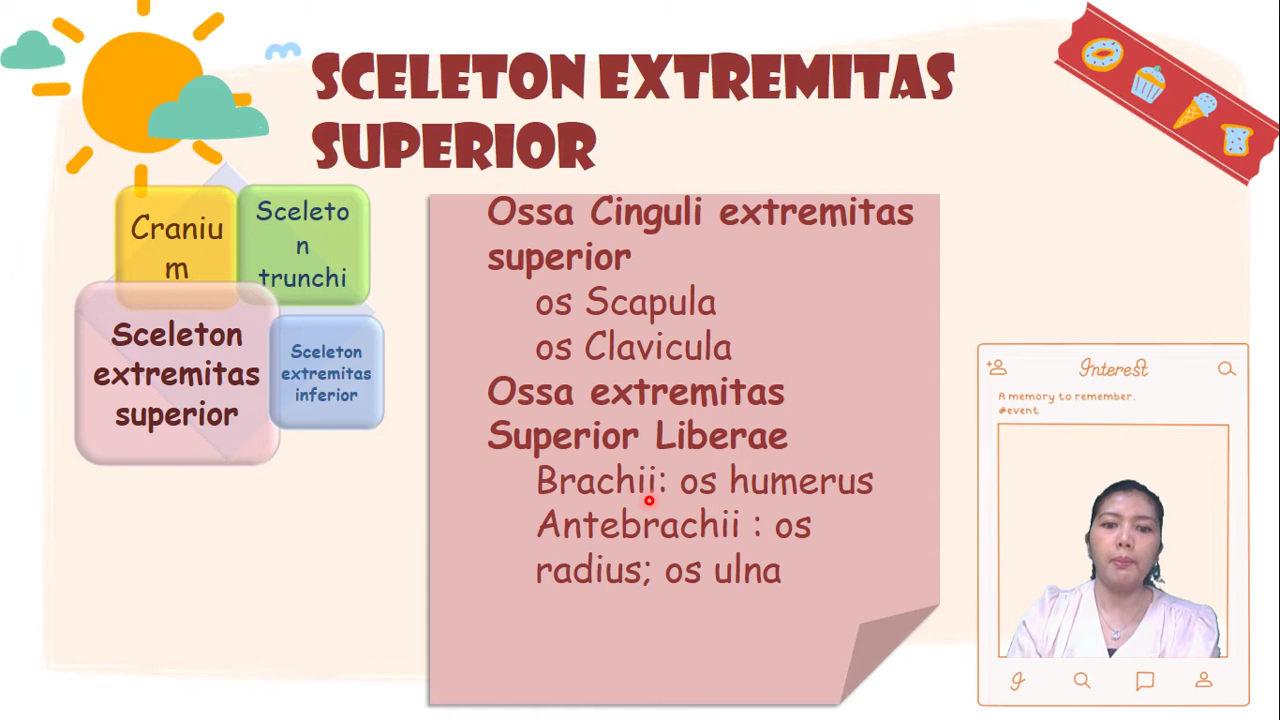 SCELETON EXTREMITAS
SUPERIOR
Craniu
m
Sceleto
n
trunchi
Sceleton
extremitas
superior
Sceleton
extremitas
inferior
Ossa Cinguli extremitas
superior
os Scapula
os Clavicula
Ossa extremitas
Superior Liberae
Brachii: os humerus
Antebrachii : os
radius; os ulna
Interest
A memory to remember.
#event